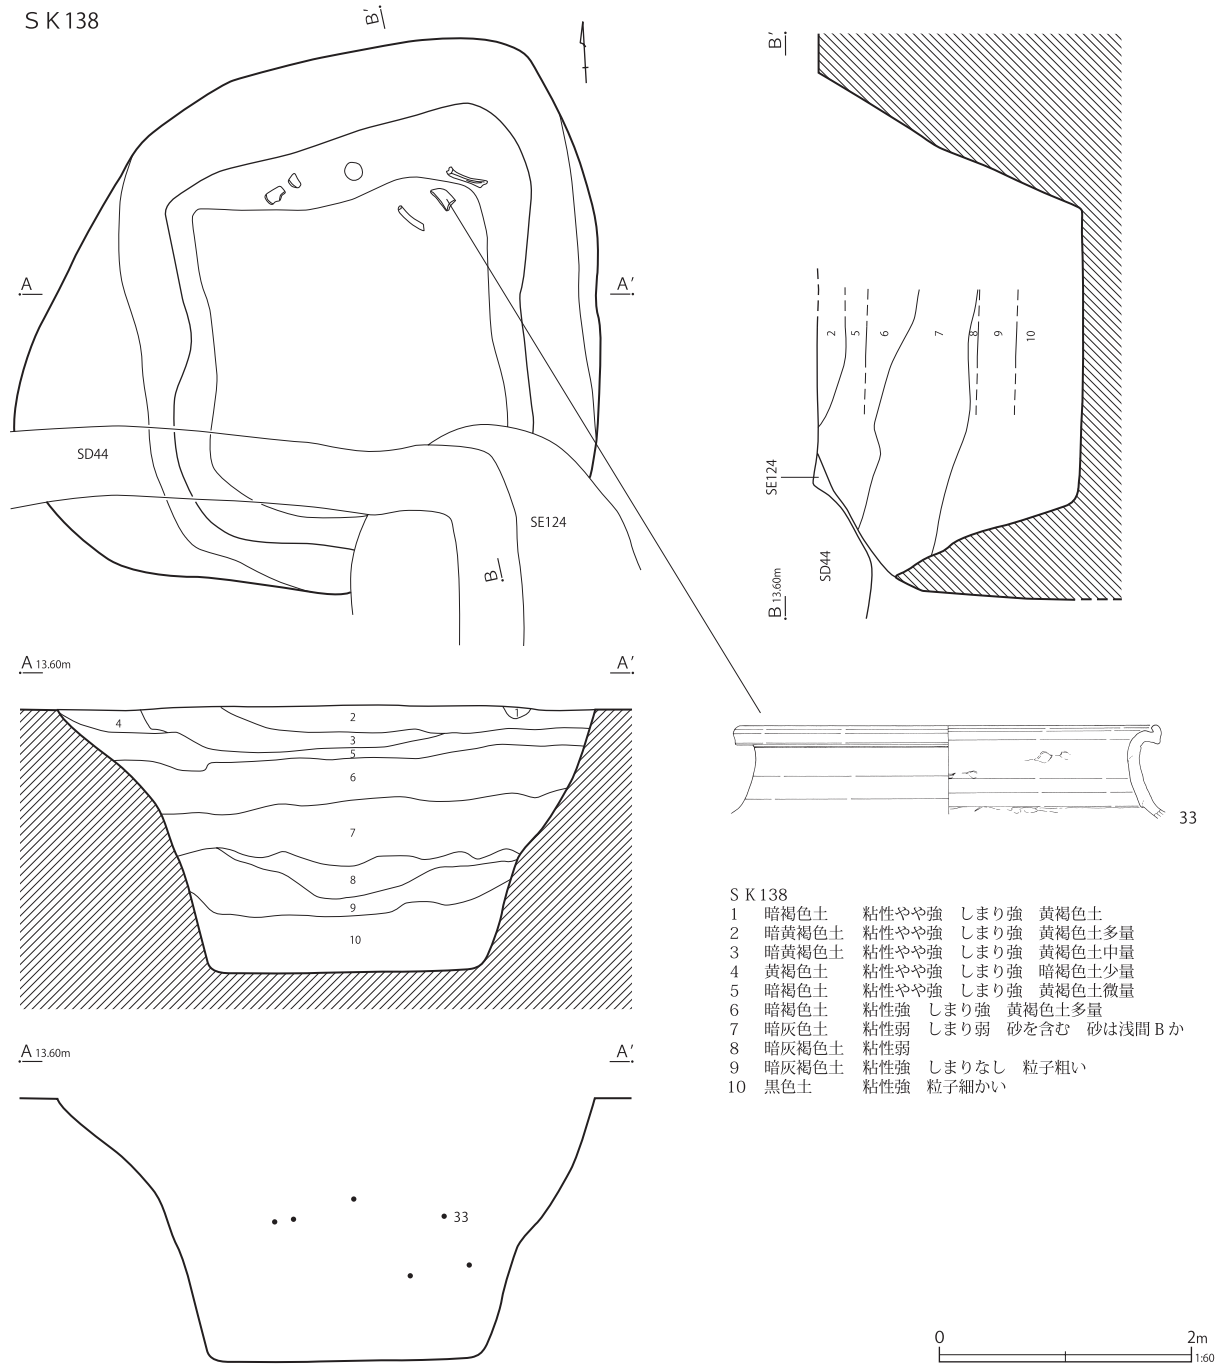 SK138
B′
B′
A
A′
2
5
6
7
8
9
10
SD44
SE124
SE124
SD44
B
B 13.60m
A 13.60m
A′
4
2
1
3
5
6
7
8
9
10
33
SK138
1 暗褐色土 粘性やや強 しまり強 黄褐色土
2 暗黄褐色土 粘性やや強 しまり強 黄褐色土多量
3 暗黄褐色土 粘性やや強 しまり強 黄褐色土中量
4 黄褐色土 粘性やや強 しまり強 暗褐色土少量
5 暗褐色土 粘性やや強 しまり強 黄褐色土微量
6 暗褐色土 粘性強 しまり強 黄褐色土多量
7 暗灰色土 粘性弱 しまり弱 砂を含む 砂は浅間Bか
8 暗灰褐色土 粘性弱
9 暗灰褐色土 粘性強 しまりなし 粒子粗い
10 黒色土 粘性強 粒子細かい
A 13.60m
A′
33
0 2m
1:60